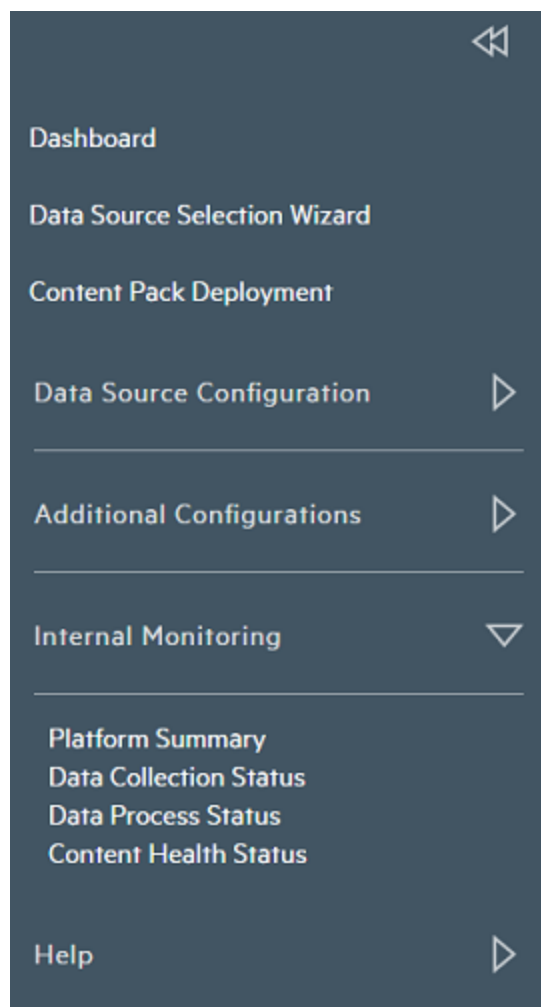 Dashboard
Data Source Selection Wizard
Content Pack Deployment
Data Source Configuration
Additional Configurations
Internal Monitoring
Platform Summary
Data Collection Status
Data Process Status
Content Health Status
Help